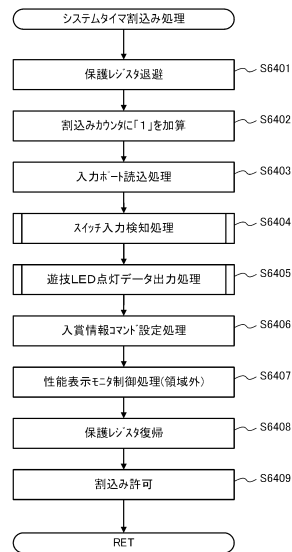 システムタイマ割込み処理
保護レジスタ退避
S6401
割込みカウンタに「1」を加算
S6402
入力ポート読込処理
S6403
スイッチ入力検知処理
S6404
遊技LED点灯データ出力処理
S6405
入賞情報コマンド設定処理
S6406
性能表示モニタ制御処理(領域外)
S6407
保護レジスタ復帰
S6408
割込み許可
S6409
RET